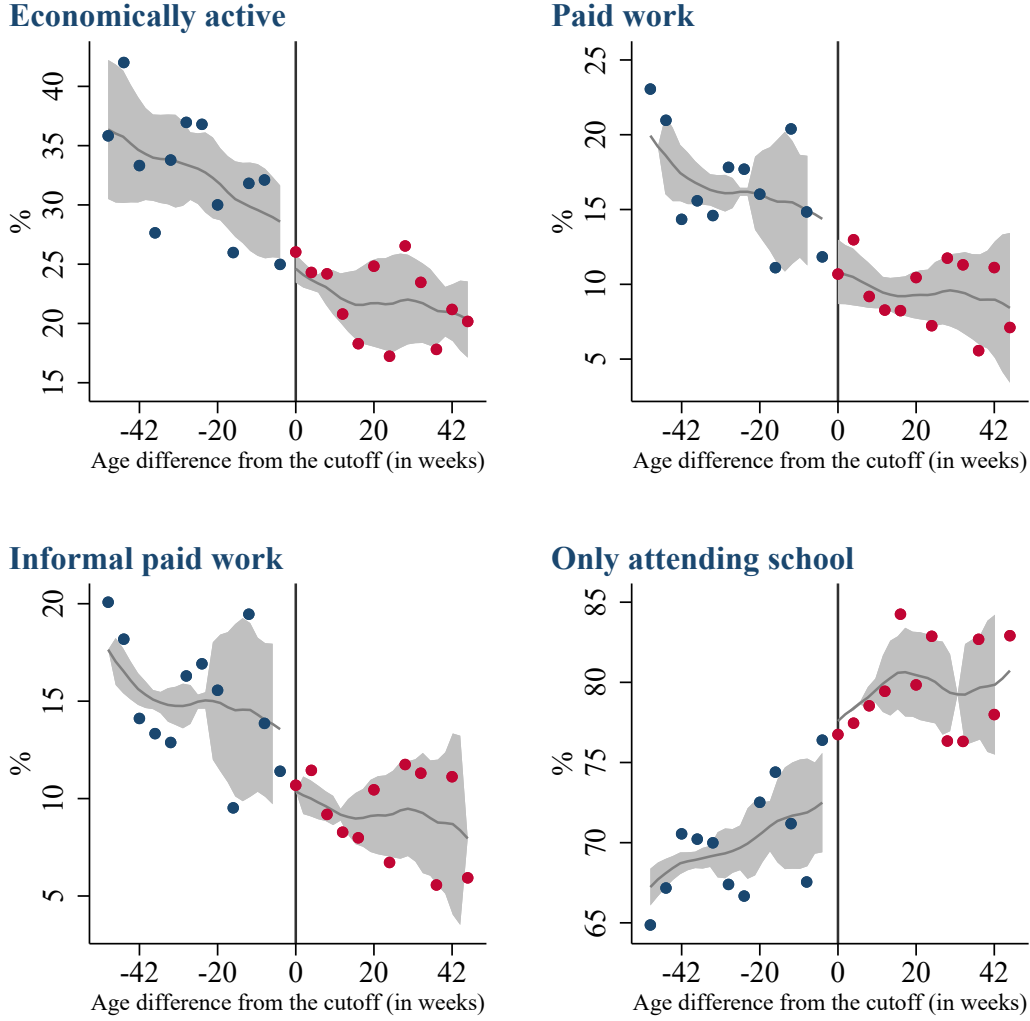 Economically active
%
40
35
30
25
20
15
-42 -20 0 20 42
Age difference from the cutoff (in weeks)
Paid work
%
25
20
15
10
5
-42 -20 0 20 42
Age difference from the cutoff (in weeks)
Informal paid work
%
20
15
10
5
-42 -20 0 20 42
Age difference from the cutoff (in weeks)
Only attending school
%
85
80
75
70
65
-42 -20 0 20 42
Age difference from the cutoff (in weeks)